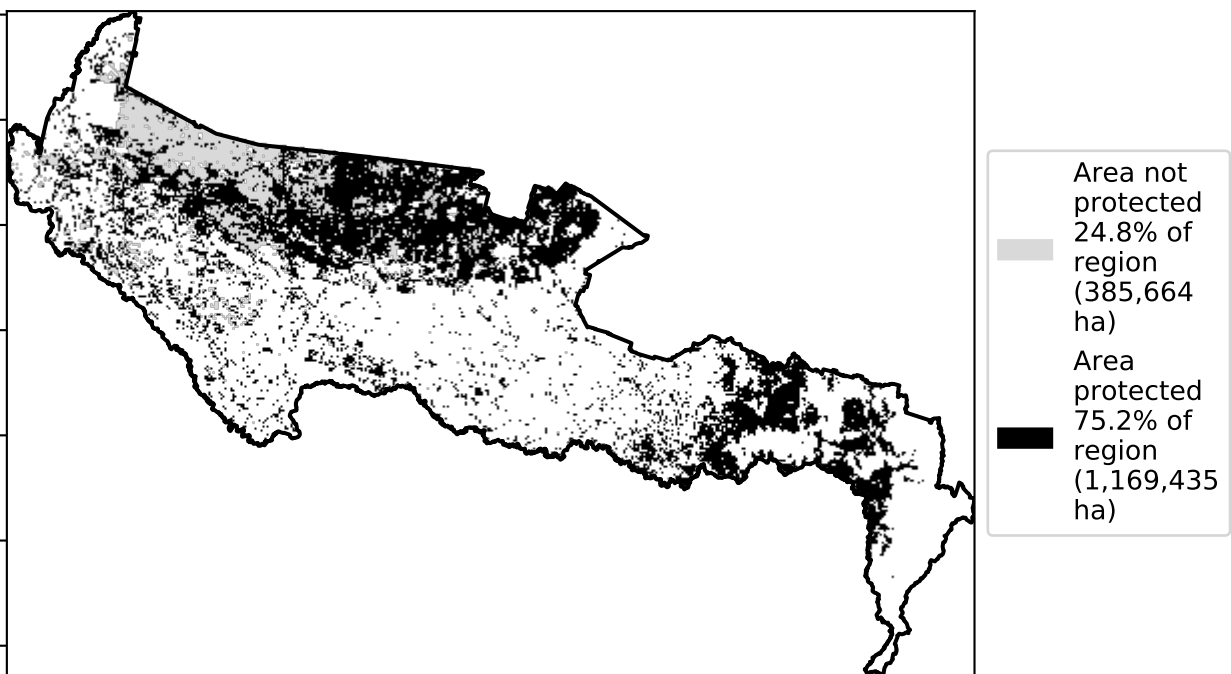 Area not
protected
24.8% of
region
(385,664
ha)
Area
protected
75.2% of
region
(1,169,435
ha)